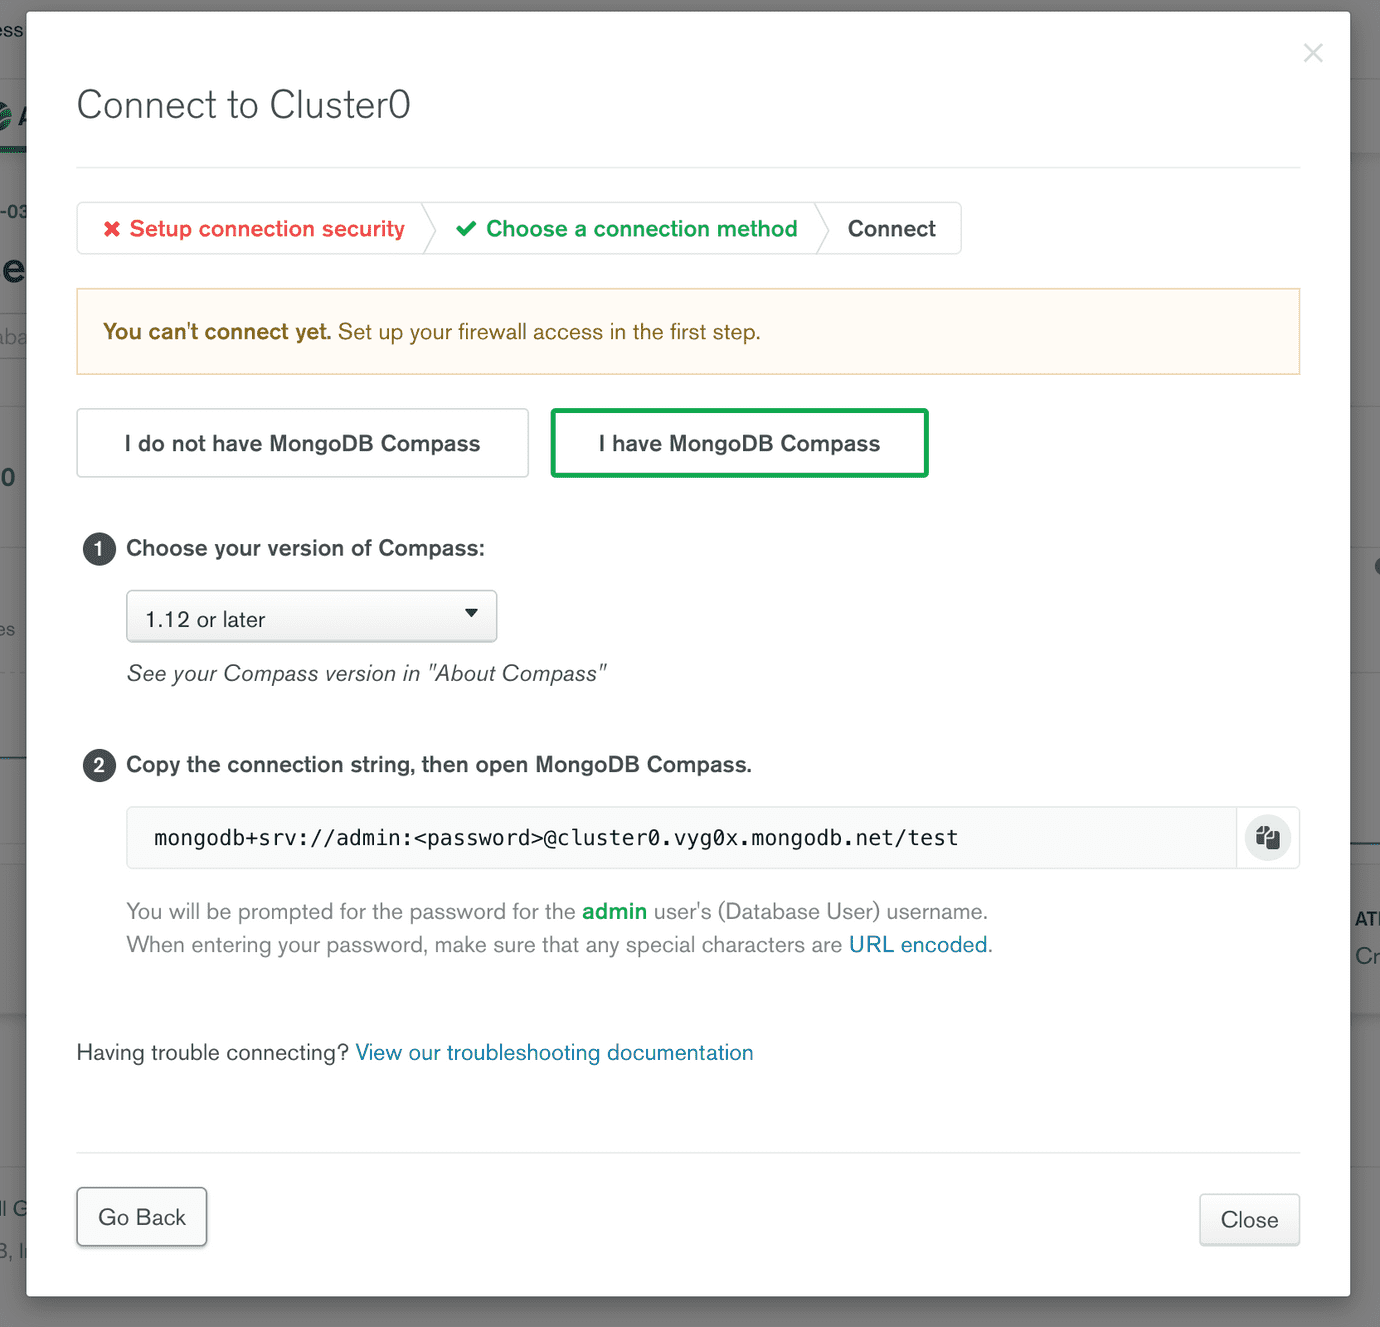 ess
Connect to Cluster0
Setup connection security
Choose a connection method
Connect
You can't connect yet. Set up your firewall access in the first step.
I do not have MongoDB Compass
I have MongoDB Compass
1 Choose your version of Compass:
1.12 or later
See your Compass version in "About Compass"
2 Copy the connection string, then open MongoDB Compass.
mongodb+srv://admin:<password>@cluster0.vyg0x.mongodb.net/test
You will be prompted for the password for the admin user's (Database User) username.
When entering your password, make sure that any special characters are URL encoded.
Having trouble connecting? View our troubleshooting documentation
Go Back
Close